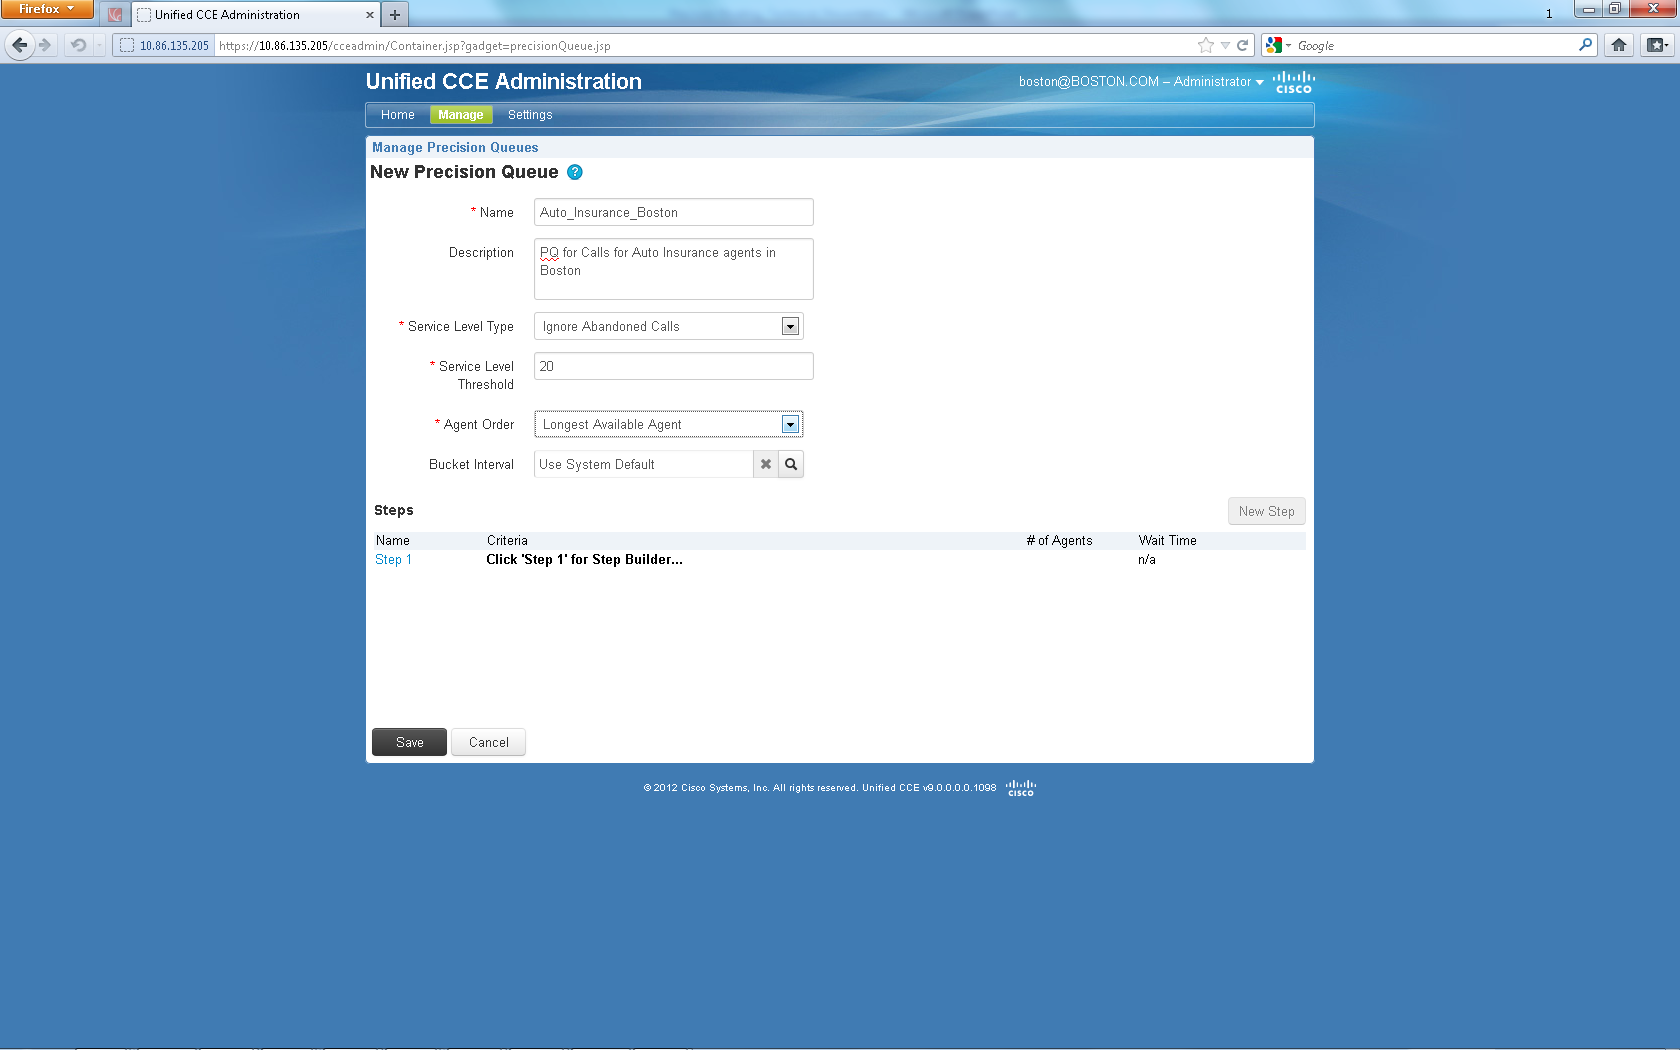 Firefox
Unified CCE Administration
1
10.86.135.205 https://10.86.135.205/cceadmin/Container.jsp?gadget=precisionQueue.jsp
Google
Unified CCE Administration
boston@BOSTON.COM – Administrator
CISCO
Home Manage Settings
Manage Precision Queues
New Precision Queue ?
* Name Auto_Insurance_Boston
Description PQ for Calls for Auto Insurance agents in
Boston
* Service Level Type Ignore Abandoned Calls
* Service Level 20
Threshold
* Agent Order Longest Available Agent
Bucket Interval Use System Default
Steps New Step
Name Criteria # of Agents Wait Time
Step 1 Click 'Step 1' for Step Builder... n/a
Save Cancel
© 2012 Cisco Systems, Inc. All rights reserved. Unified CCE v9.0.0.0.0.1098 CISCO